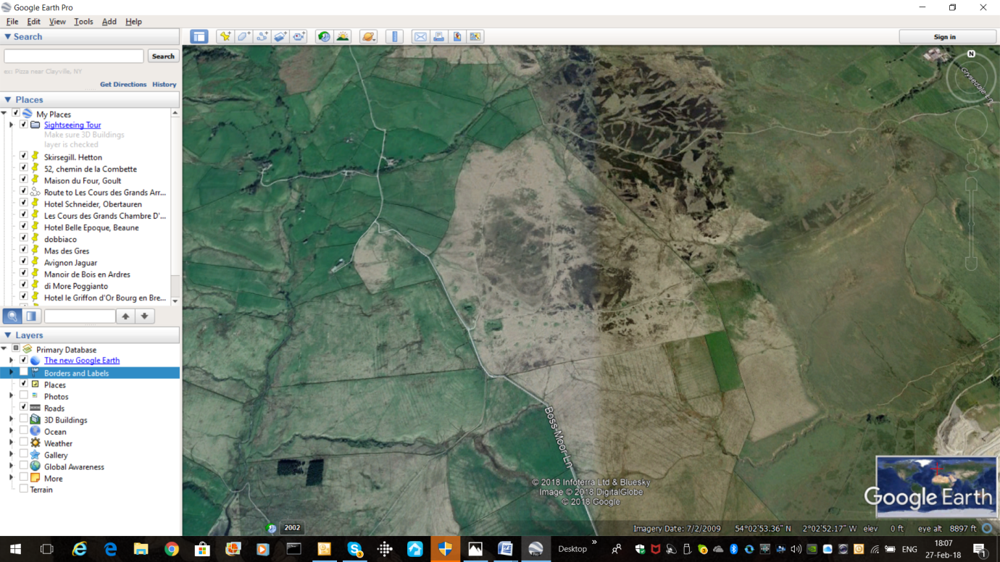 Google Earth Pro
File Edit View Tools Add Help
Search
Search
ex: Pizza near Clayville, NY
Get Directions History
Places
My Places
Sightseeing Tour
Make sure 3D Buildings
layer is checked
Skirsegill. Hetton
52, chemin de la Combette
Maison du Four, Goult
Route to Les Cours des Grands Arr...
Hotel Schneider, Obertauren
Les Cours des Grands Chambre D'...
Hotel Belle Epoque, Beaune
dobbiaco
Mas des Gres
Avignon Jaguar
Manoir de Bois en Ardres
di More Poggianto
Hotel le Griffon d'Or Bourg en Bre...
Layers
Primary Database
The new Google Earth
Borders and Labels
Places
Photos
Roads
3D Buildings
Ocean
Weather
Gallery
Global Awareness
More
Terrain
Sign in
N
Grysedale Ln
Boss Moor Ln
© 2018 Infoterra Ltd & Bluesky
Image © 2018 DigitalGlobe
© 2018 Google
Google Earth
2002
Imagery Date: 7/2/2009 54°02'53.36" N 2°02'52.17" W elev 0 ft eye alt 8897 ft
Desktop
ENG
18:07
27-Feb-18